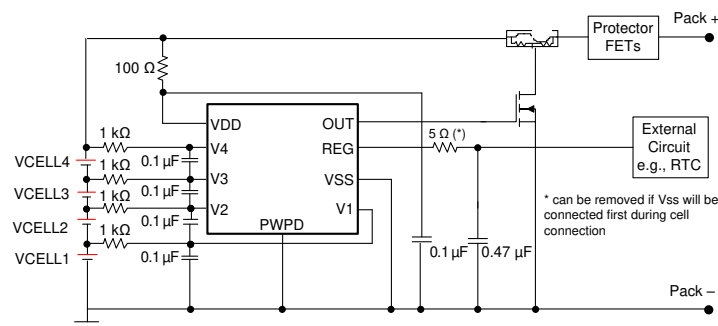 Pack +
Protector
FETs
100 Ω
VDD
OUT
1 kΩ
V4
REG
5 Ω (*)
External
Circuit
e.g., RTC
VCELL4
1 kΩ
0.1 µF
V3
VSS
VCELL3
1 kΩ
0.1 µF
V2
V1
* can be removed if Vss will be
connected first during cell
connection
VCELL2
1 kΩ
0.1 µF
PWPD
VCELL1
0.1 µF
0.1 µF
0.47 µF
Pack –